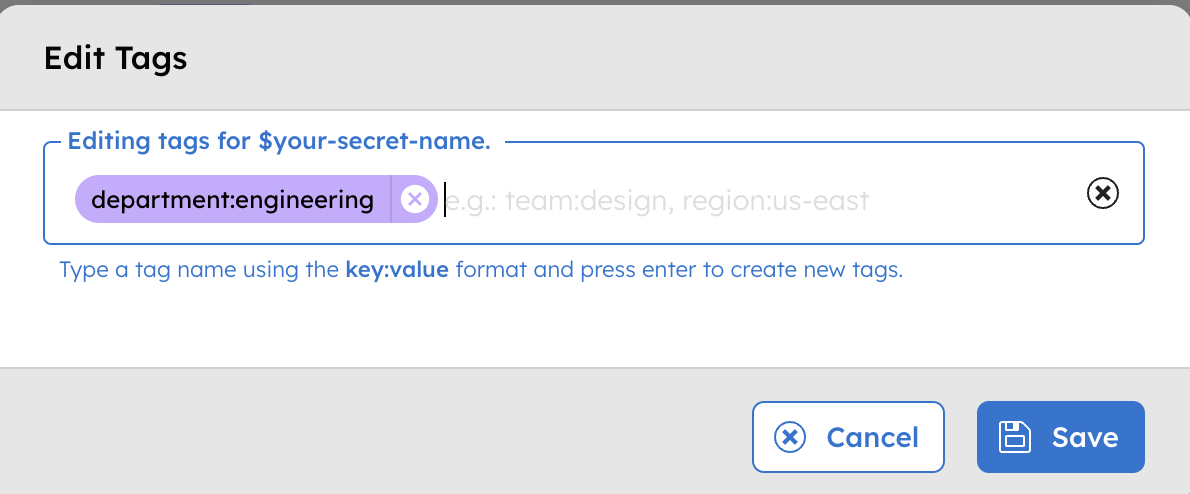 Edit Tags
Editing tags for $your-secret-name.
department:engineering e.g.: team:design, region:us-east
Type a tag name using the key:value format and press enter to create new tags.
Cancel Save